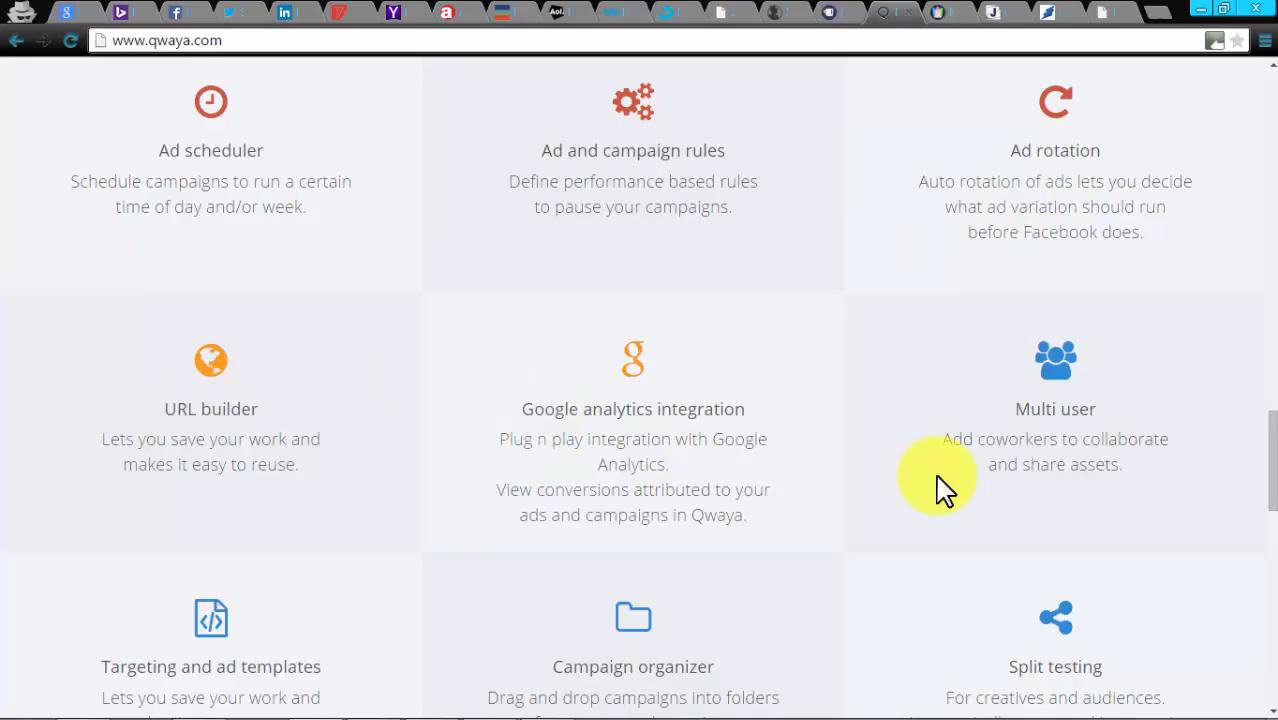 www.qwaya.com
Ad scheduler
Schedule campaigns to run a certain
time of day and/or week.
Ad and campaign rules
Define performance based rules
to pause your campaigns.
Ad rotation
Auto rotation of ads lets you decide
what ad variation should run
before Facebook does.
URL builder
Lets you save your work and
makes it easy to reuse.
Google analytics integration
Plug n play integration with Google
Analytics.
View conversions attributed to your
ads and campaigns in Qwaya.
Multi user
Add coworkers to collaborate
and share assets.
Targeting and ad templates
Lets you save your work and
Campaign organizer
Drag and drop campaigns into folders
Split testing
For creatives and audiences.